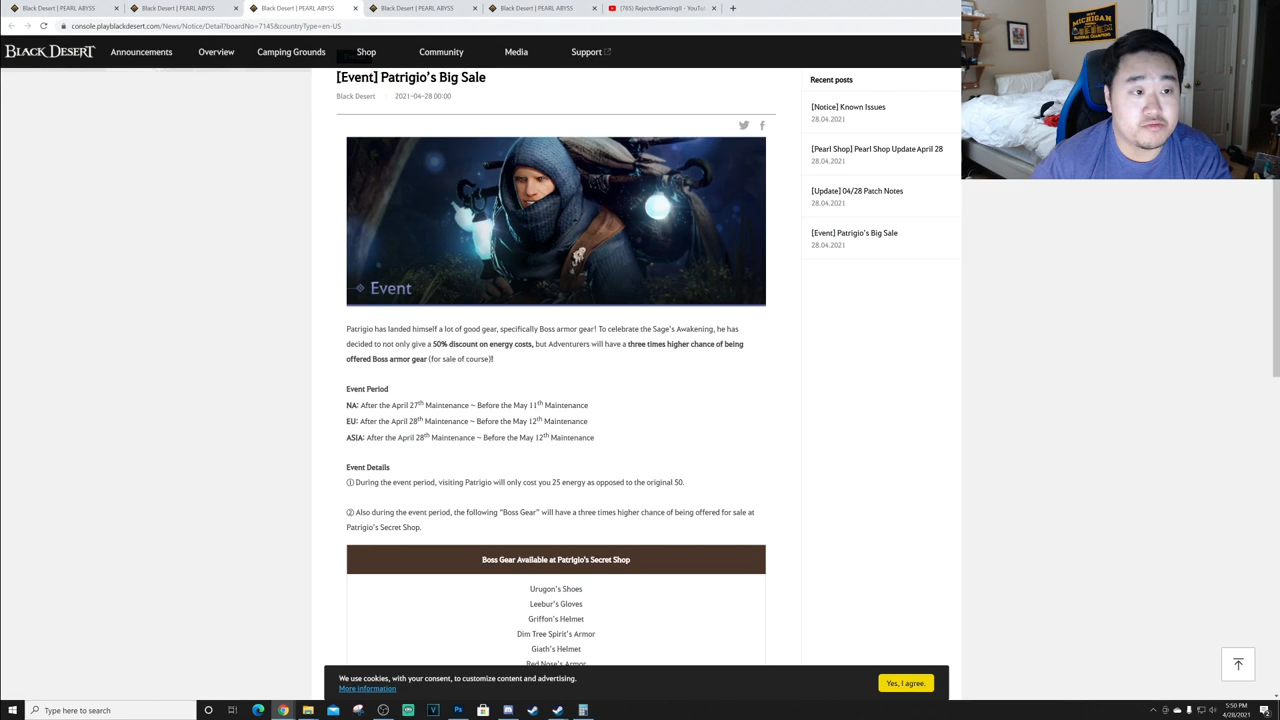 Black Desert | PEARL ABYSS
Black Desert | PEARL ABYSS
Black Desert | PEARL ABYSS
Black Desert | PEARL ABYSS
Black Desert | PEARL ABYSS
(765) RejectedGamingII - YouTu
console.playblackdesert.com/News/Notice/Detail?boardNo=7145&countryType=en-US
BLACK DESERT
Announcements
Overview
Camping Grounds
Shop
Community
Media
Support
MICHIGAN
[Event] Patrigio's Big Sale
Black Desert
2021-04-28 00:00
Event
Patrigio has landed himself a lot of good gear, specifically Boss armor gear! To celebrate the Sage's Awakening, he has
decided to not only give a 50% discount on energy costs, but Adventurers will have a three times higher chance of being
offered Boss armor gear (for sale of course)!
Event Period
NA: After the April 27th Maintenance ~ Before the May 11th Maintenance
EU: After the April 28th Maintenance ~ Before the May 12th Maintenance
ASIA: After the April 28th Maintenance ~ Before the May 12th Maintenance
Event Details
① During the event period, visiting Patrigio will only cost you 25 energy as opposed to the original 50.
② Also during the event period, the following "Boss Gear" will have a three times higher chance of being offered for sale at
Patrigio's Secret Shop.
Boss Gear Available at Patrigio's Secret Shop
Urugon's Shoes
Leebur's Gloves
Griffon's Helmet
Dim Tree Spirit's Armor
Giath's Helmet
Red Nose's Armor
Recent posts
[Notice] Known Issues
28.04.2021
[Pearl Shop] Pearl Shop Update April 28
28.04.2021
[Update] 04/28 Patch Notes
28.04.2021
[Event] Patrigio's Big Sale
28.04.2021
We use cookies, with your consent, to customize content and advertising.
More information
Yes, I agree.
Type here to search
5:50 PM
4/28/2021